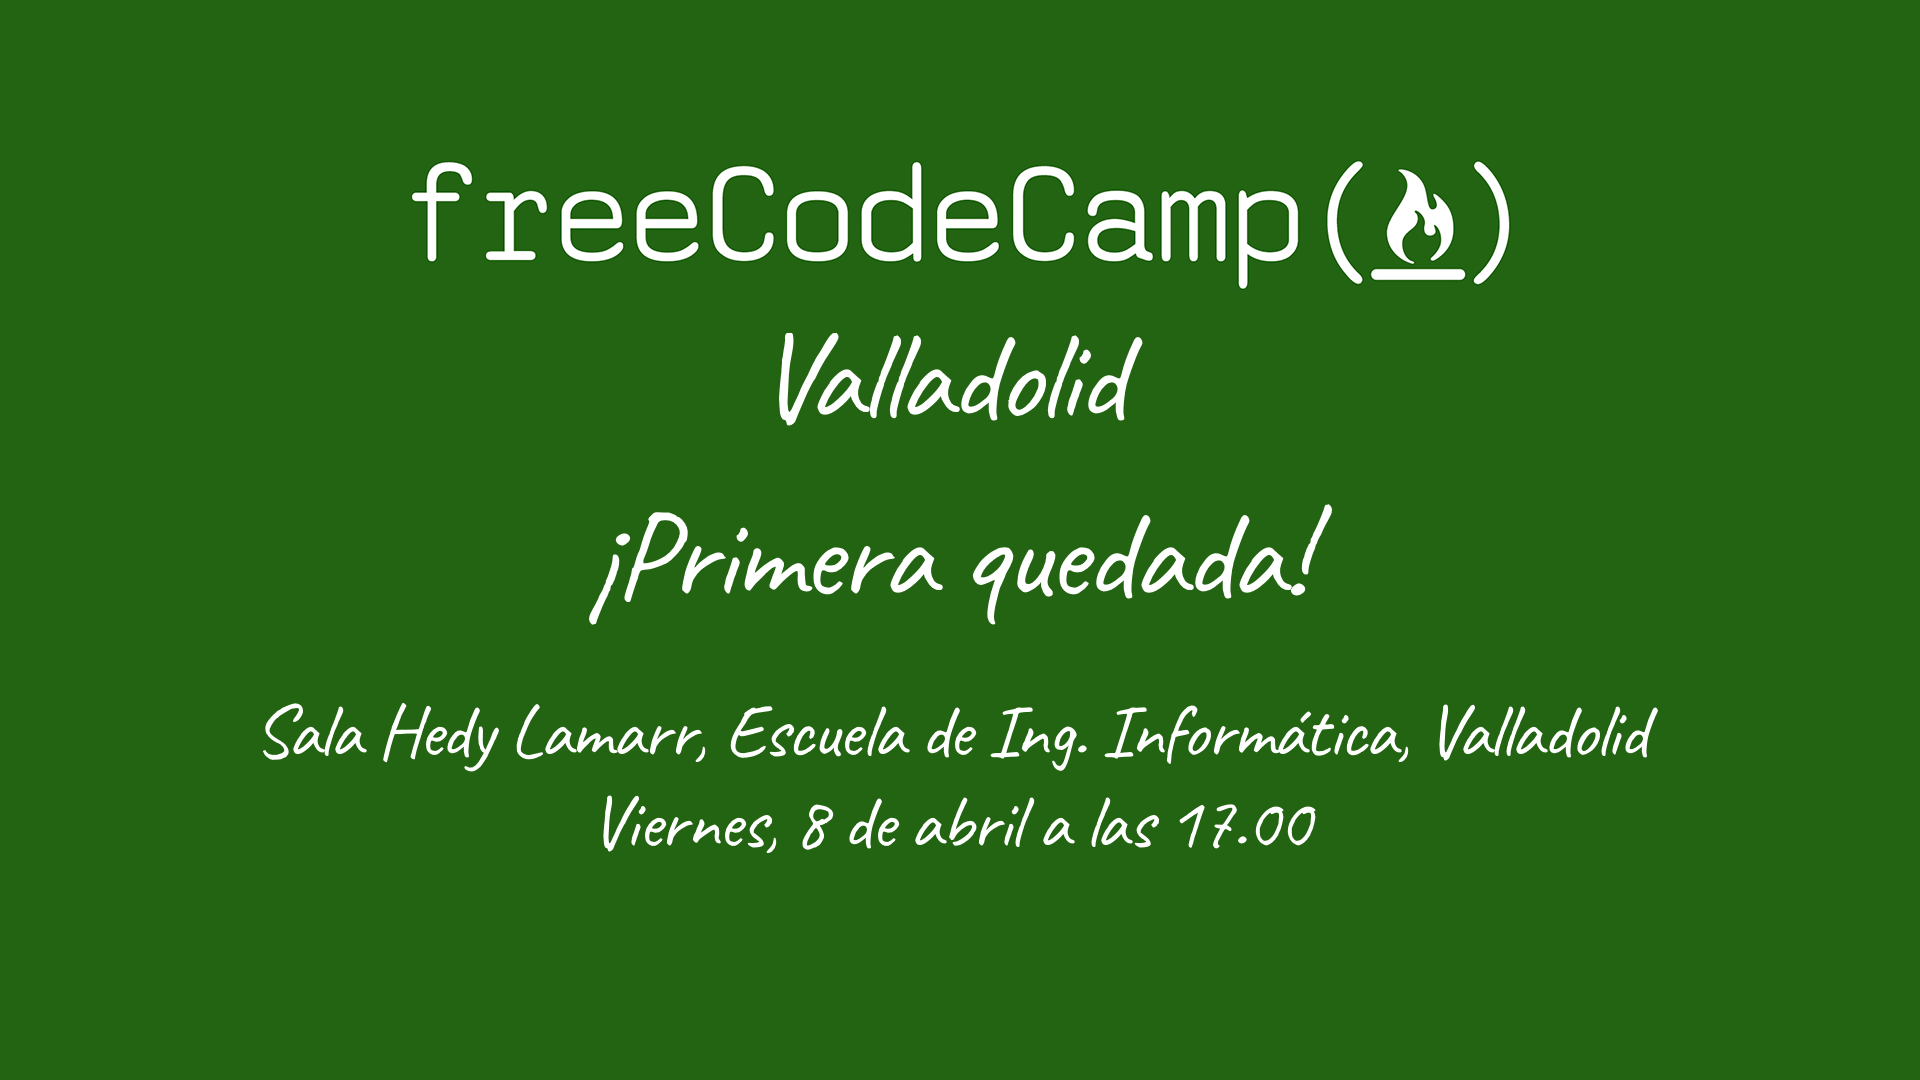 freeCodeCamp(🔥)
Valladolid
¡Primera quedada!
Sala Hedy Lamarr, Escuela de Ing. Informática, Valladolid
Viernes, 8 de abril a las 17.00